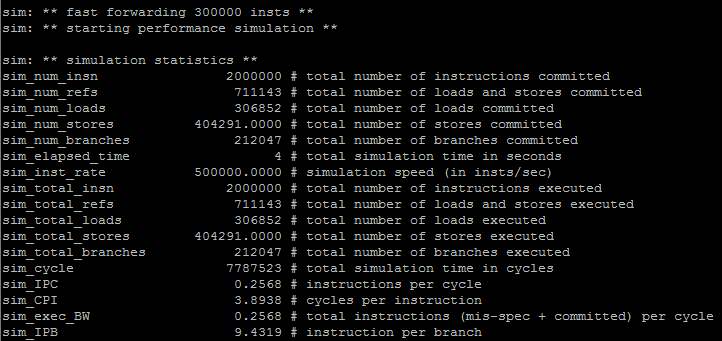 sim: ** fast forwarding 300000 insts **
sim: ** starting performance simulation **
sim: ** simulation statistics **
sim_num_insn 2000000 # total number of instructions committed
sim_num_refs 711143 # total number of loads and stores committed
sim_num_loads 306852 # total number of loads committed
sim_num_stores 404291.0000 # total number of stores committed
sim_num_branches 212047 # total number of branches committed
sim_elapsed_time 4 # total simulation time in seconds
sim_inst_rate 500000.0000 # simulation speed (in insts/sec)
sim_total_insn 2000000 # total number of instructions executed
sim_total_refs 711143 # total number of loads and stores executed
sim_total_loads 306852 # total number of loads executed
sim_total_stores 404291.0000 # total number of stores executed
sim_total_branches 212047 # total number of branches executed
sim_cycle 7787523 # total simulation time in cycles
sim_IPC 0.2568 # instructions per cycle
sim_CPI 3.8938 # cycles per instruction
sim_exec_BW 0.2568 # total instructions (mis-spec + committed) per cycle
sim_IPB 9.4319 # instruction per branch